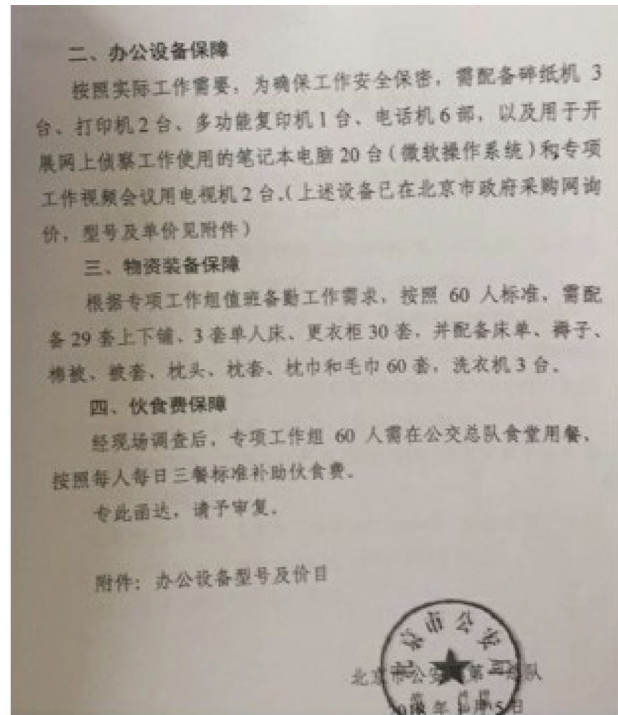 二、办公设备保障
按照实际工作需要，为确保工作安全保密，需配备碎纸机 3
台、打印机 2 台、多功能复印机 1 台、电话机 6 部，以及用于开
展网上侦察工作使用的笔记本电脑 20 台（微软操作系统）和专项
工作视频会议用电视机 2 台。（上述设备已在北京市政府采购网询
价，型号及单价见附件）
三、物资装备保障
根据专项工作组值班备勤工作需求，按照 60 人标准，需配
备 29 套上下铺、3 套单人床、更衣柜 30 套，并配备床单、褥子、
棉被、被套、枕头、枕套、枕巾和毛巾 60 套，洗衣机 3 台。
四、伙食费保障
经现场调查后，专项工作组 60 人需在公交总队食堂用餐，
按照每人每日三餐标准补助伙食费。
专此函达，请予审复。
附件：办公设备型号及价目
京市公安
北京市公安 第 总队
年 月 5 日